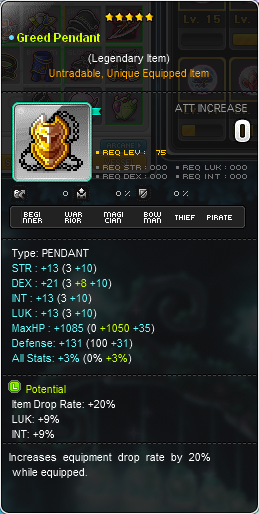 Lv. 15
Greed Pendant
(Legendary Item)
Untradable, Unique Equipped Item
ATT INCREASE
0
REQ LEV : 75
REQ STR : 000 REQ LUK : 000
REQ DEX : 000 REQ INT : 000
0 0 % 0 %
BEGINNER WARRIOR MAGICIAN BOWMAN THIEF PIRATE
Type: PENDANT
STR : +13 (3 +10)
DEX : +21 (3 +8 +10)
INT : +13 (3 +10)
LUK : +13 (3 +10)
MaxHP : +1085 (0 +1050 +35)
Defense: +131 (100 +31)
All Stats: +3% (0% +3%)
L Potential
Item Drop Rate: +20%
LUK: +9%
INT: +9%
Increases equipment drop rate by 20%
while equipped.